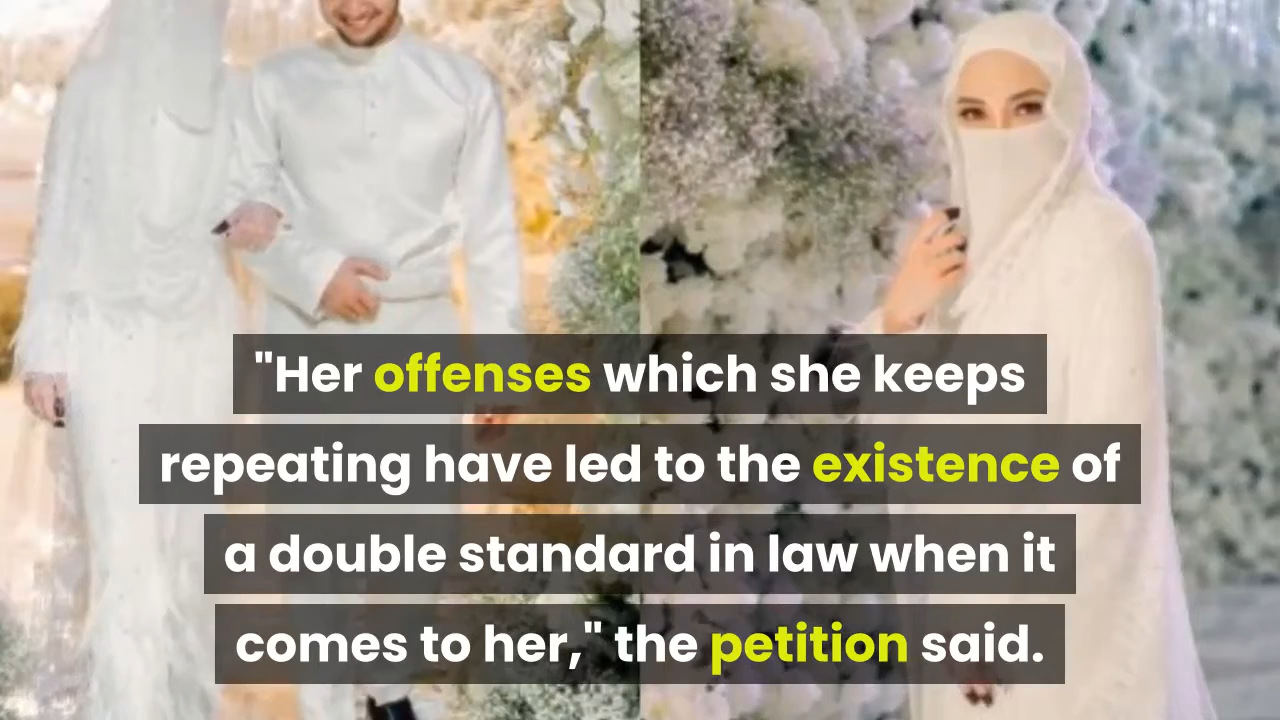 "Her offenses which she keeps
repeating have led to the existence of
a double standard in law when it
comes to her," the petition said.